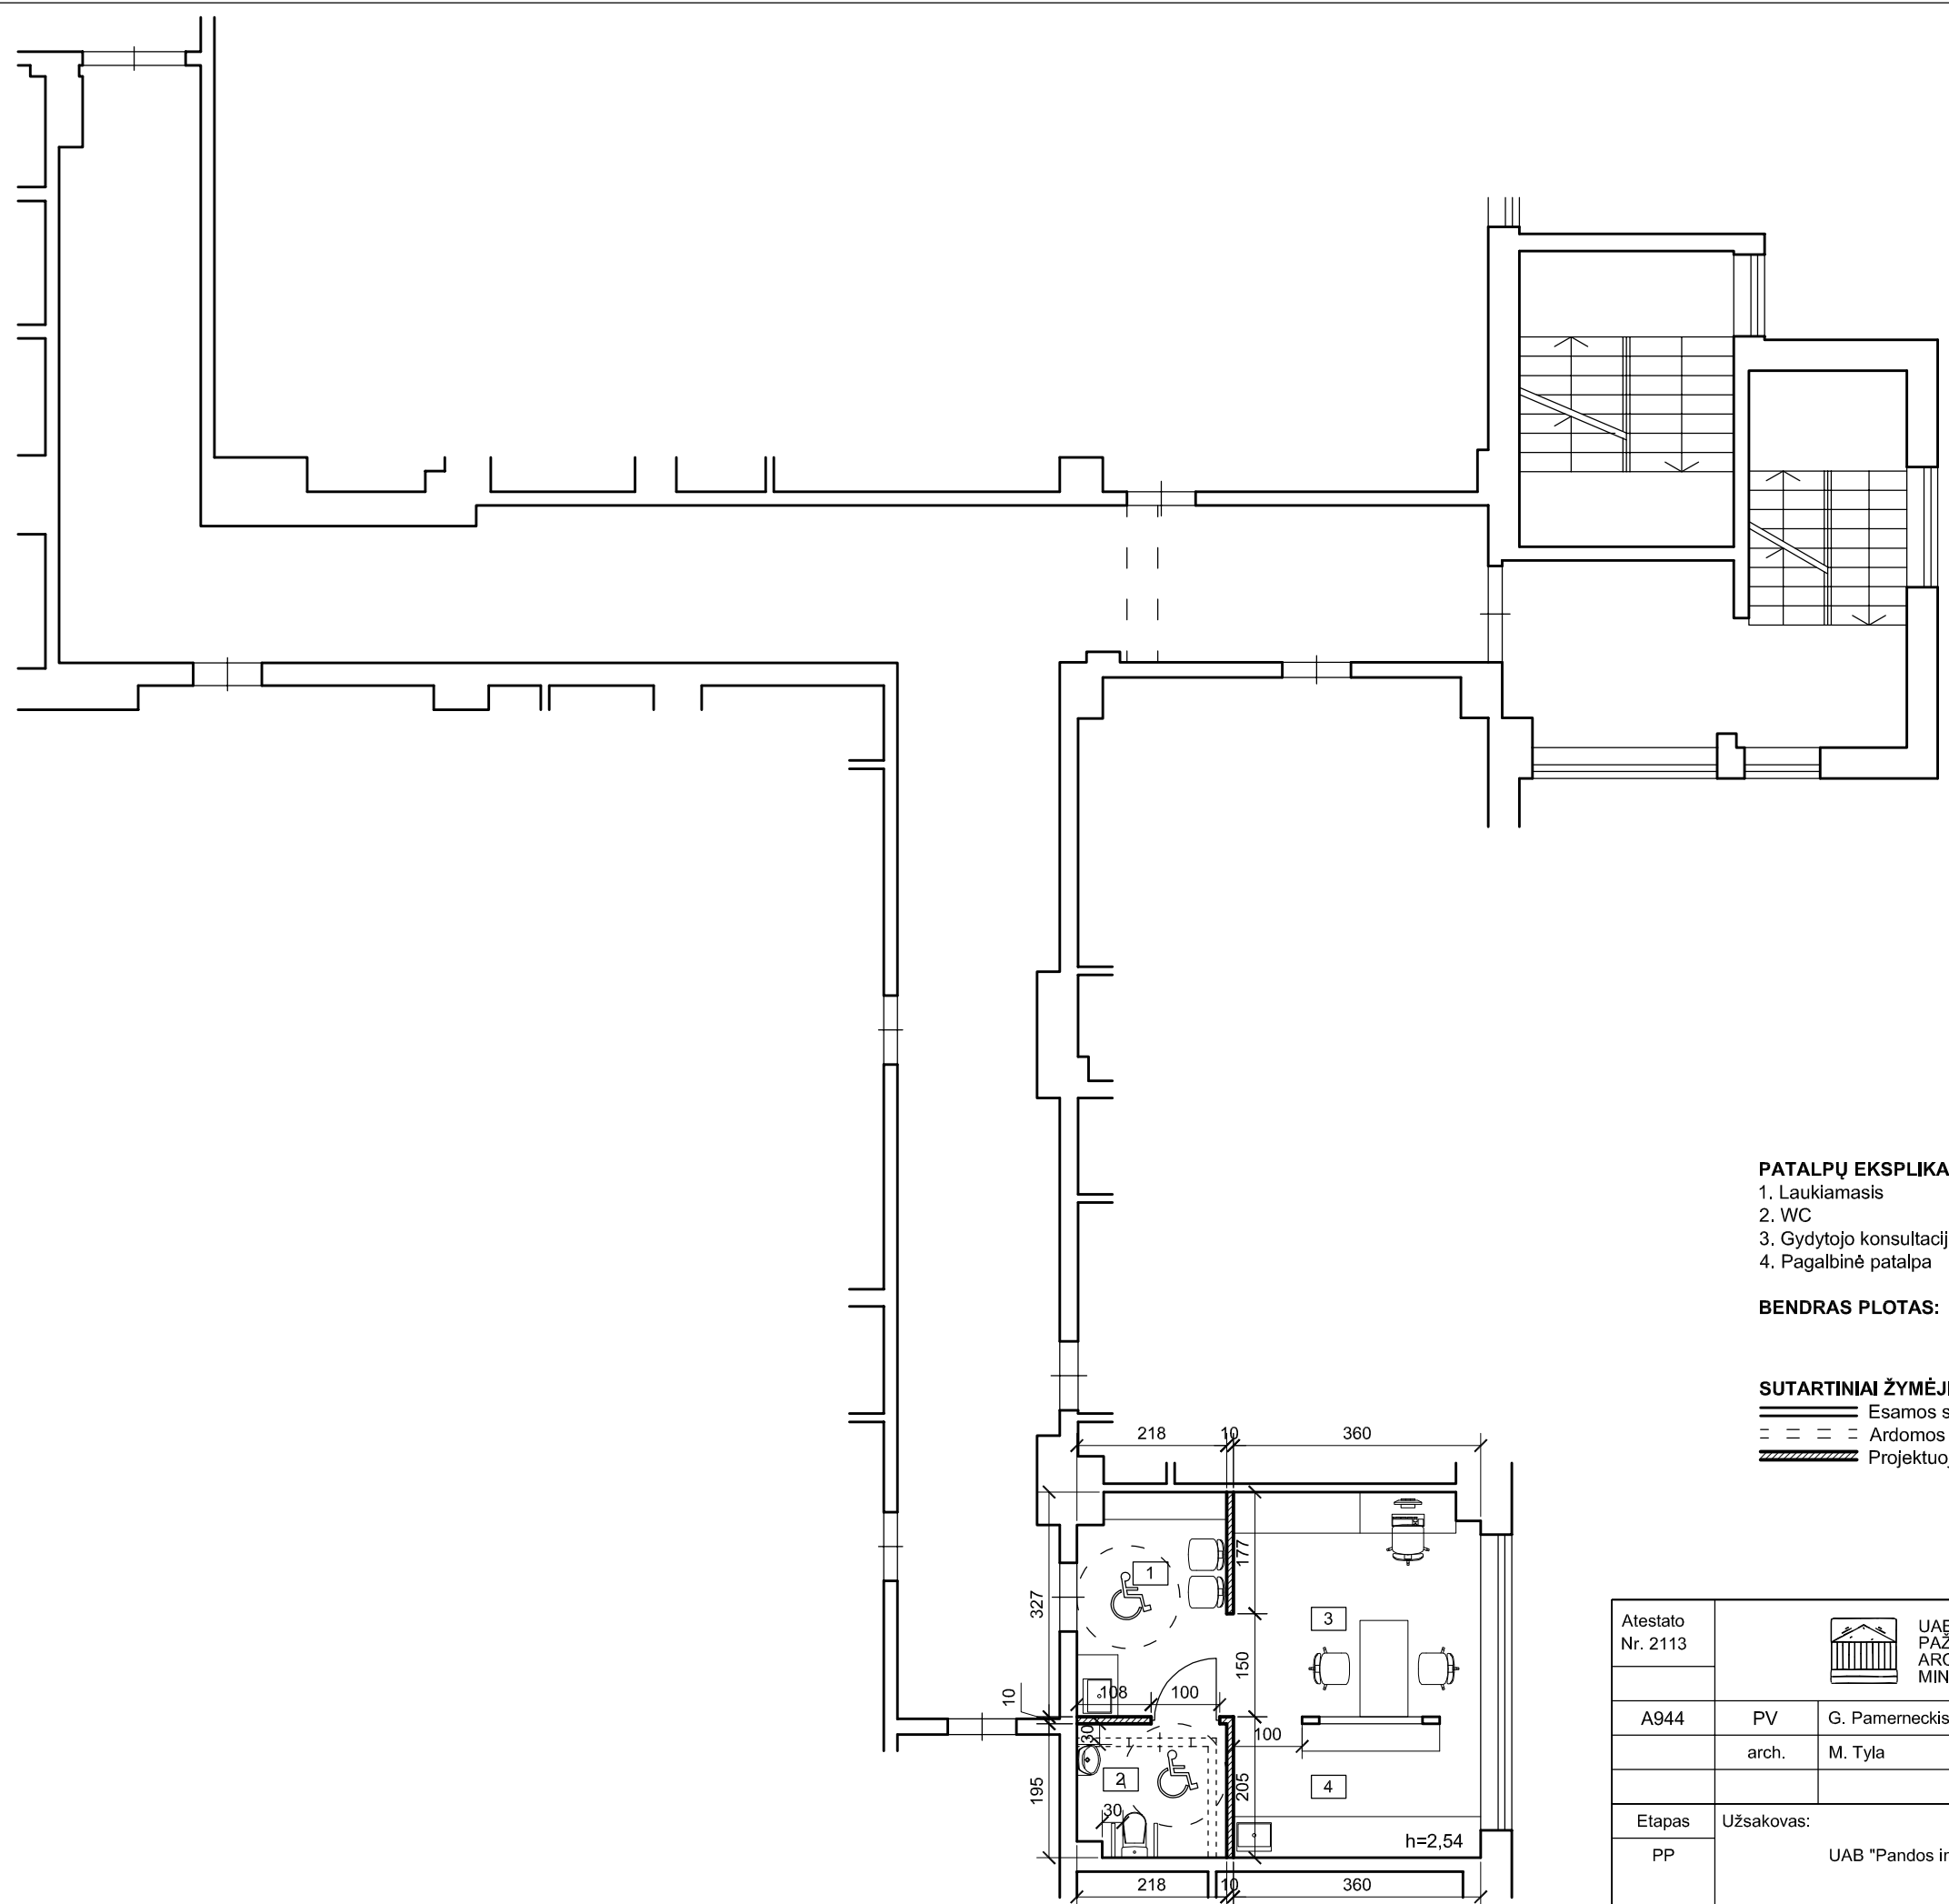 PATALPŲ EKSPLIKA
1. Laukiamasis
2. WC
3. Gydytojo konsultacij
4. Pagalbinė patalpa
BENDRAS PLOTAS:
SUTARTINIAI ŽYMĖJI
Esamos s
Ardomos
Projektuoj
218 10 360
327
177
1
3
150
10
108 100
30
100
2
195
205
4
30
h=2,54
218 10 360
Atestato
Nr. 2113
UAB
PAŽ
ARC
MIN
A944 PV G. Pamerneckis
arch. M. Tyla
Etapas Užsakovas:
PP UAB "Pandos in